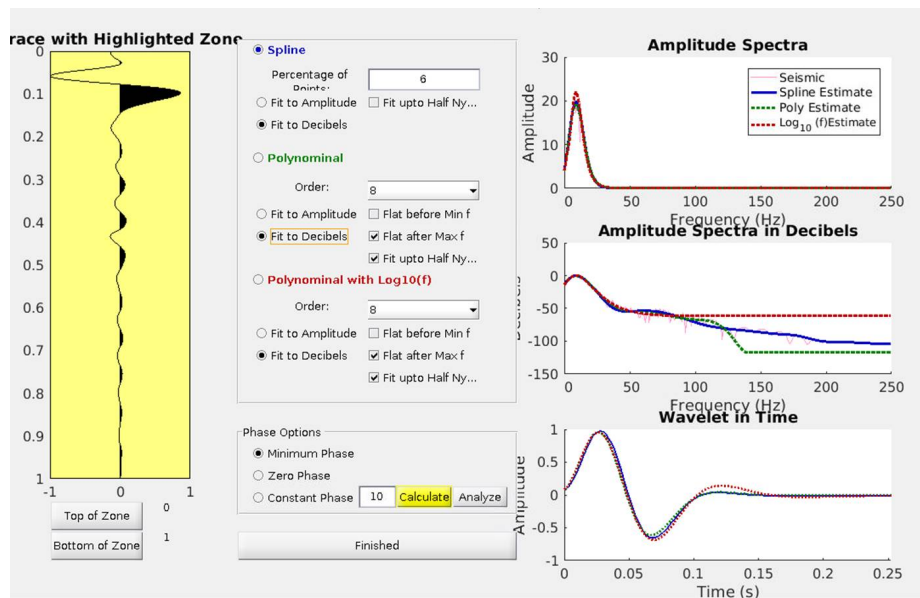 race with Highlighted Zone
0
0.1
0.2
0.3
0.4
0.5
0.6
0.7
0.8
0.9
1
-1 0 1
Top of Zone 0
Bottom of Zone 1
Spline
Percentage of
Points: 6
Fit to Amplitude Fit upto Half Ny...
Fit to Decibels
Polynominal
Order: 8
Fit to Amplitude Flat before Min f
Fit to Decibels Flat after Max f
Fit upto Half Ny...
Polynominal with Log10(f)
Order: 8
Fit to Amplitude Flat before Min f
Fit to Decibels Flat after Max f
Fit upto Half Ny...
Phase Options
Minimum Phase
Zero Phase
Constant Phase 10 Calculate Analyze
Finished
Amplitude Spectra
Amplitude
30
20
10
0
Seismic
Spline Estimate
Poly Estimate
Log10 (f)Estimate
0 50 100 150 200 250
Frequency (Hz)
Amplitude Spectra in Decibels
Decibels
50
0
-50
-100
-150
0 50 100 150 200 250
Frequency (Hz)
Wavelet in Time
Amplitude
1
0.5
0
-0.5
-1
0 0.05 0.1 0.15 0.2 0.25
Time (s)